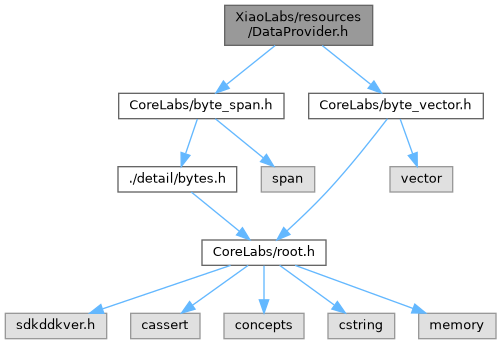 XiaoLabs/resources
/DataProvider.h
CoreLabs/byte_span.h
CoreLabs/byte_vector.h
./detail/bytes.h
span
vector
CoreLabs/root.h
sdkddkver.h
cassert
concepts
cstring
memory